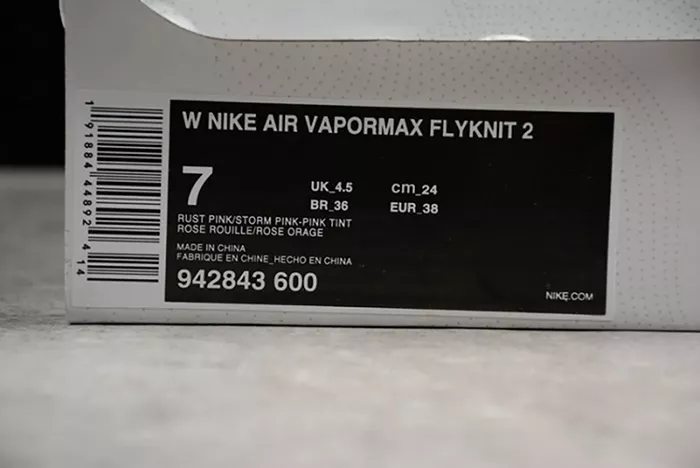 W NIKE AIR VAPORMAX FLYKNIT 2
7
UK_4.5 cm_24
BR_36 EUR_38
RUST PINK/STORM PINK-PINK TINT
ROSE ROUILLE/ROSE ORAGE
MADE IN CHINA
FABRIQUE EN CHINE_HECHO EN CHINA
942843 600
NIKE.COM
1 91884 44892 4 14